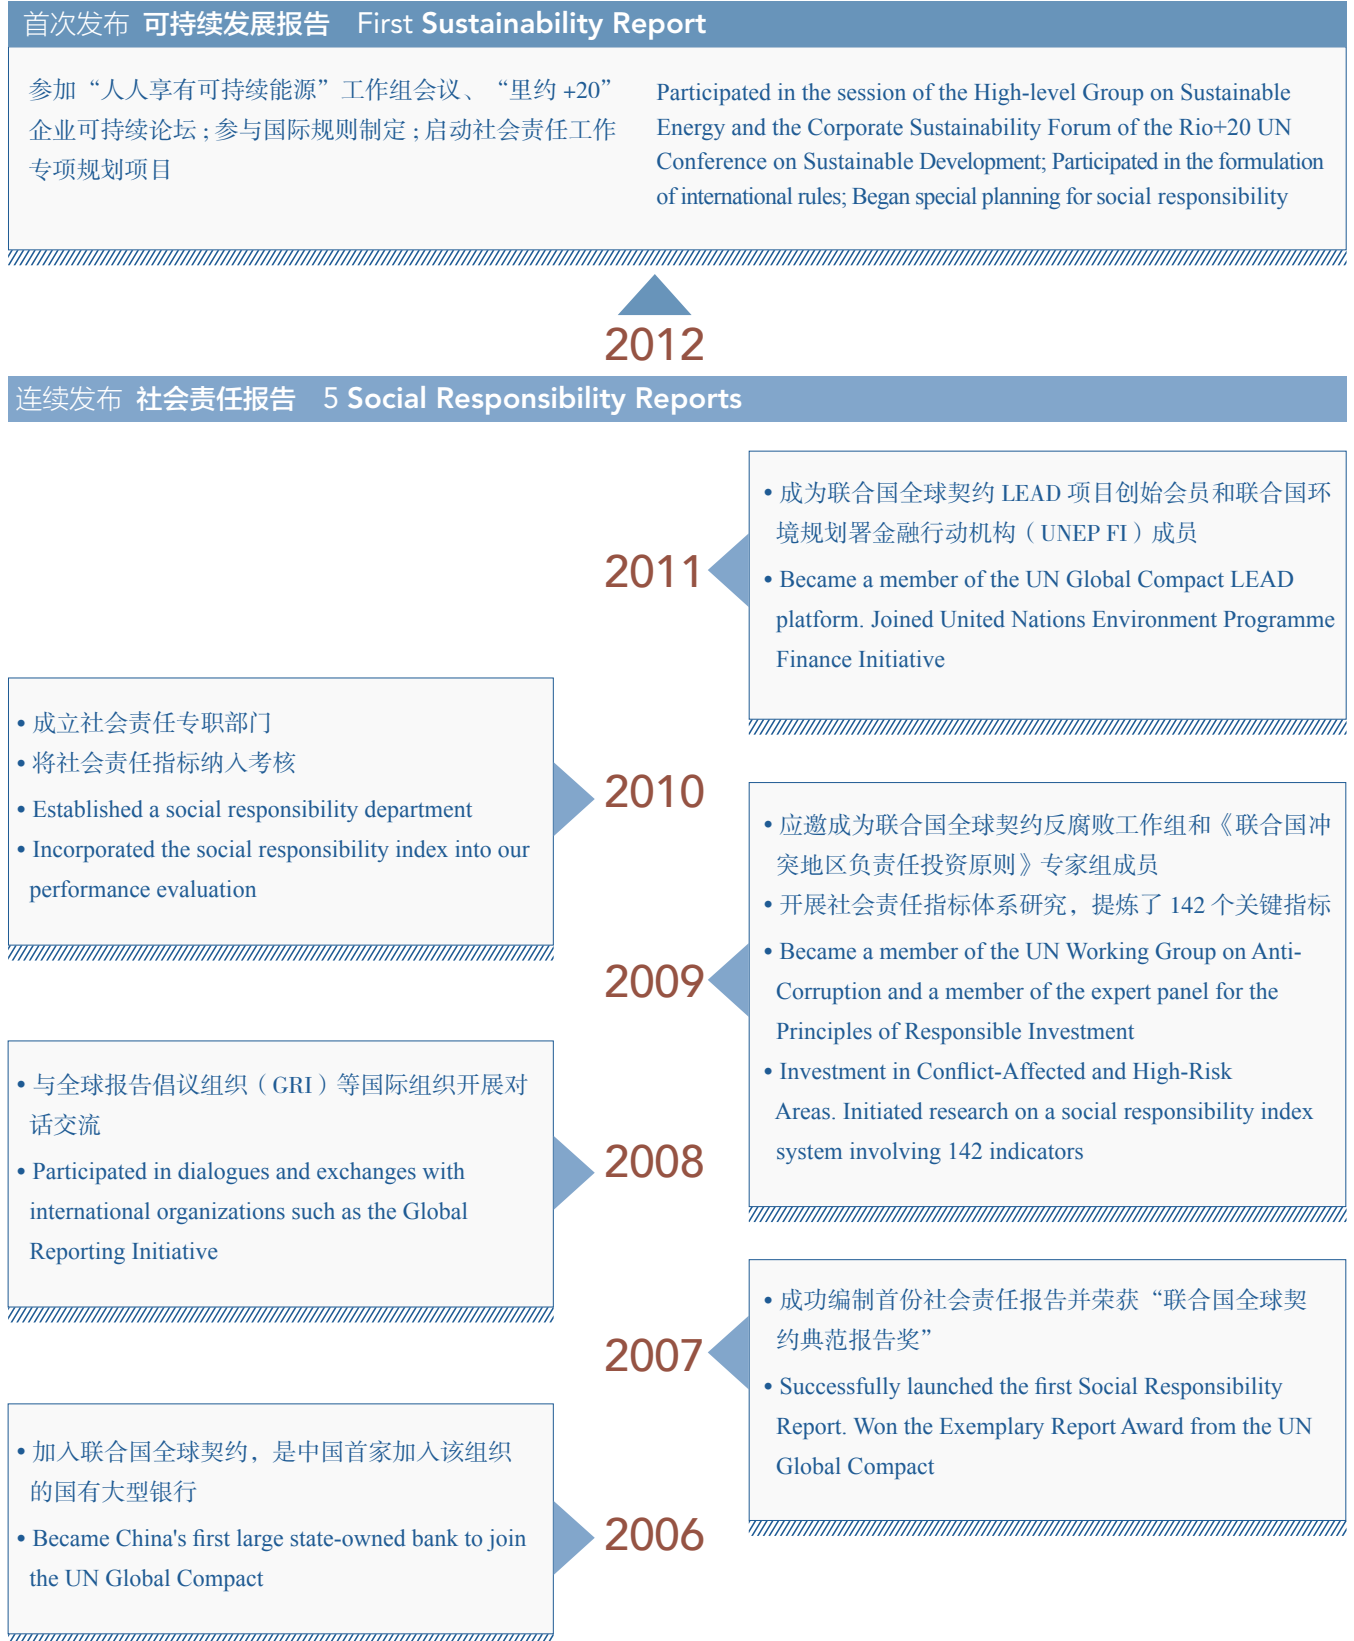 首次发布 可持续发展报告 First Sustainability Report
参加“人人享有可持续能源”工作组会议、“里约 +20”
企业可持续论坛；参与国际规则制定；启动社会责任工作
专项规划项目
Participated in the session of the High-level Group on Sustainable
Energy and the Corporate Sustainability Forum of the Rio+20 UN
Conference on Sustainable Development; Participated in the formulation
of international rules; Began special planning for social responsibility
2012
连续发布 社会责任报告 5 Social Responsibility Reports
2011
• 成为联合国全球契约 LEAD 项目创始会员和联合国环
境规划署金融行动机构（UNEP FI）成员
• Became a member of the UN Global Compact LEAD
platform. Joined United Nations Environment Programme
Finance Initiative
• 成立社会责任专职部门
• 将社会责任指标纳入考核
• Established a social responsibility department
• Incorporated the social responsibility index into our
performance evaluation
2010
2009
• 应邀成为联合国全球契约反腐败工作组和《联合国冲
突地区负责任投资原则》专家组成员
• 开展社会责任指标体系研究，提炼了 142 个关键指标
• Became a member of the UN Working Group on Anti-
Corruption and a member of the expert panel for the
Principles of Responsible Investment
• Investment in Conflict-Affected and High-Risk
Areas. Initiated research on a social responsibility index
system involving 142 indicators
• 与全球报告倡议组织（GRI）等国际组织开展对
话交流
• Participated in dialogues and exchanges with
international organizations such as the Global
Reporting Initiative
2008
2007
• 成功编制首份社会责任报告并荣获“联合国全球契
约典范报告奖”
• Successfully launched the first Social Responsibility
Report. Won the Exemplary Report Award from the UN
Global Compact
• 加入联合国全球契约，是中国首家加入该组织
的国有大型银行
• Became China's first large state-owned bank to join
the UN Global Compact
2006